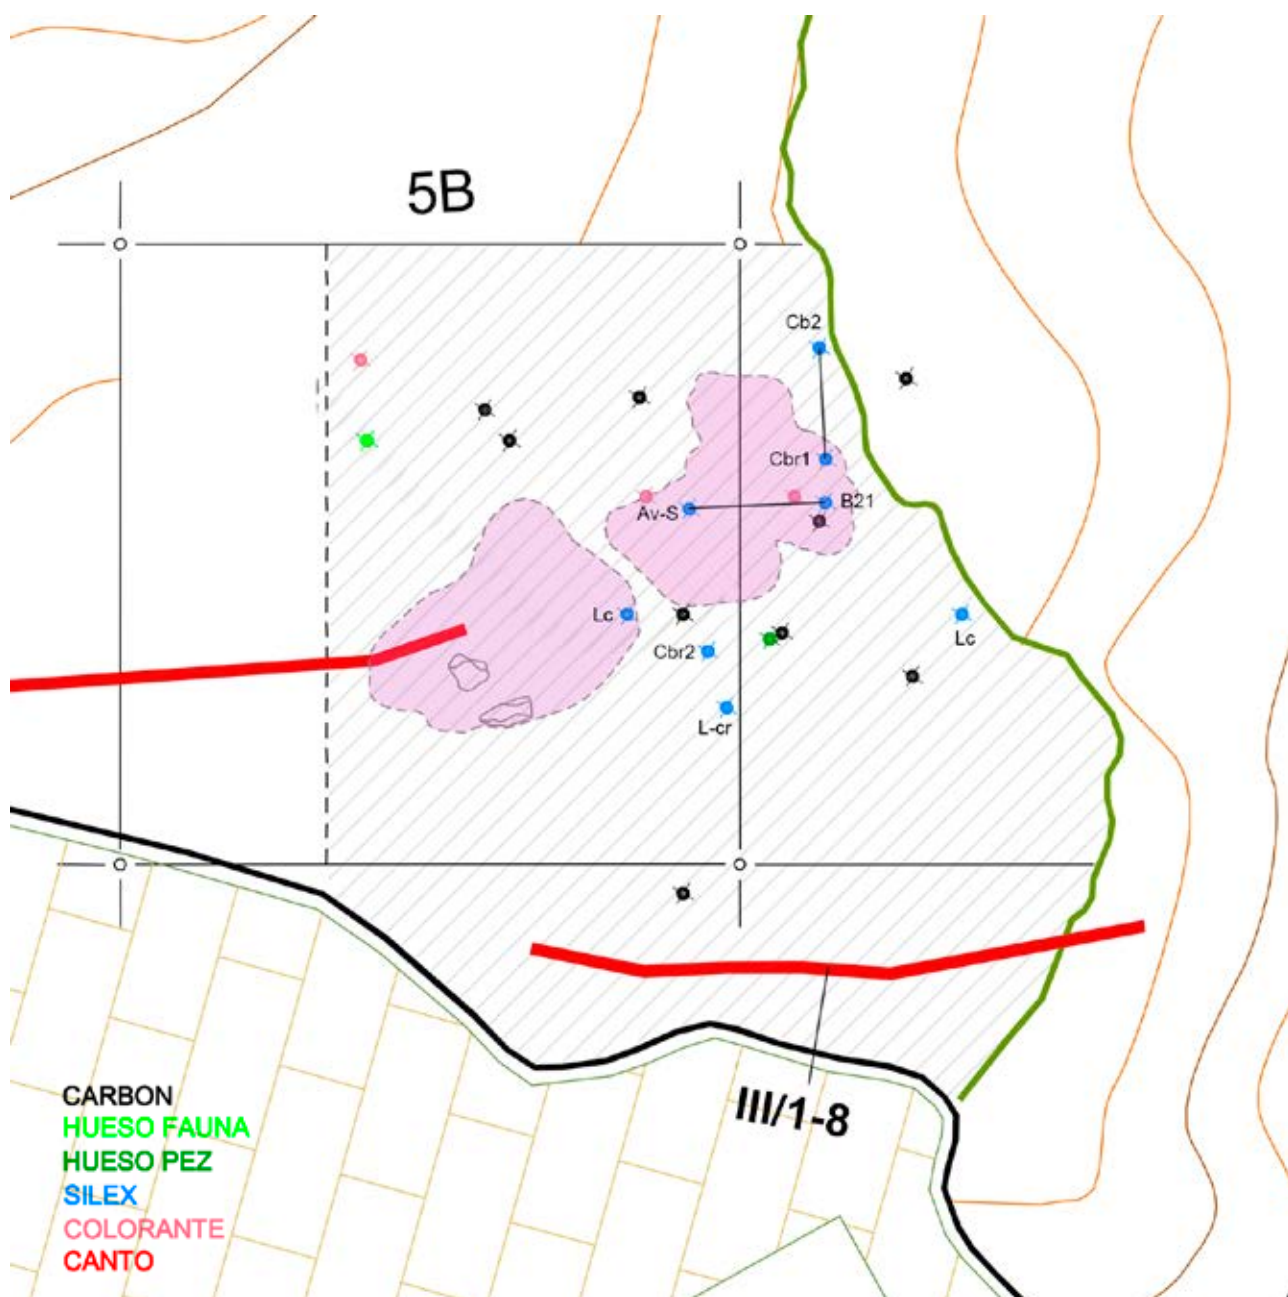 5B
Cb2
Cbr1
Av-S
B21
Lc
Cbr2
Lc
L-cr
III/1-8
CARBON
HUESO FAUNA
HUESO PEZ
SILEX
COLORANTE
CANTO